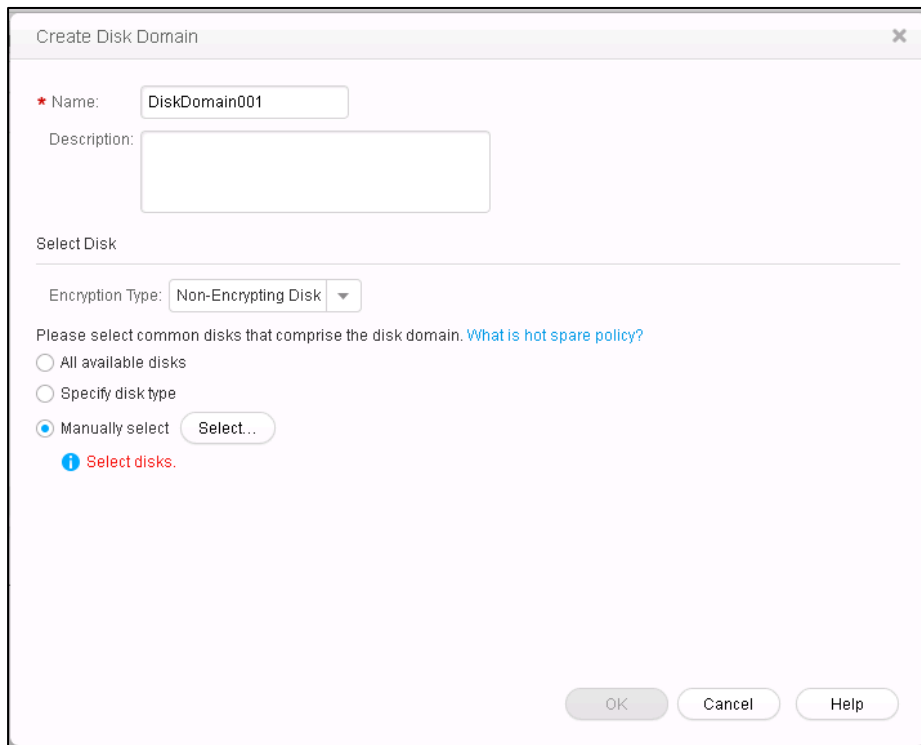 Create Disk Domain
* Name: DiskDomain001
Description:
Select Disk
Encryption Type: Non-Encrypting Disk
Please select common disks that comprise the disk domain. What is hot spare policy?
All available disks
Specify disk type
Manually select Select...
Select disks.
OK Cancel Help